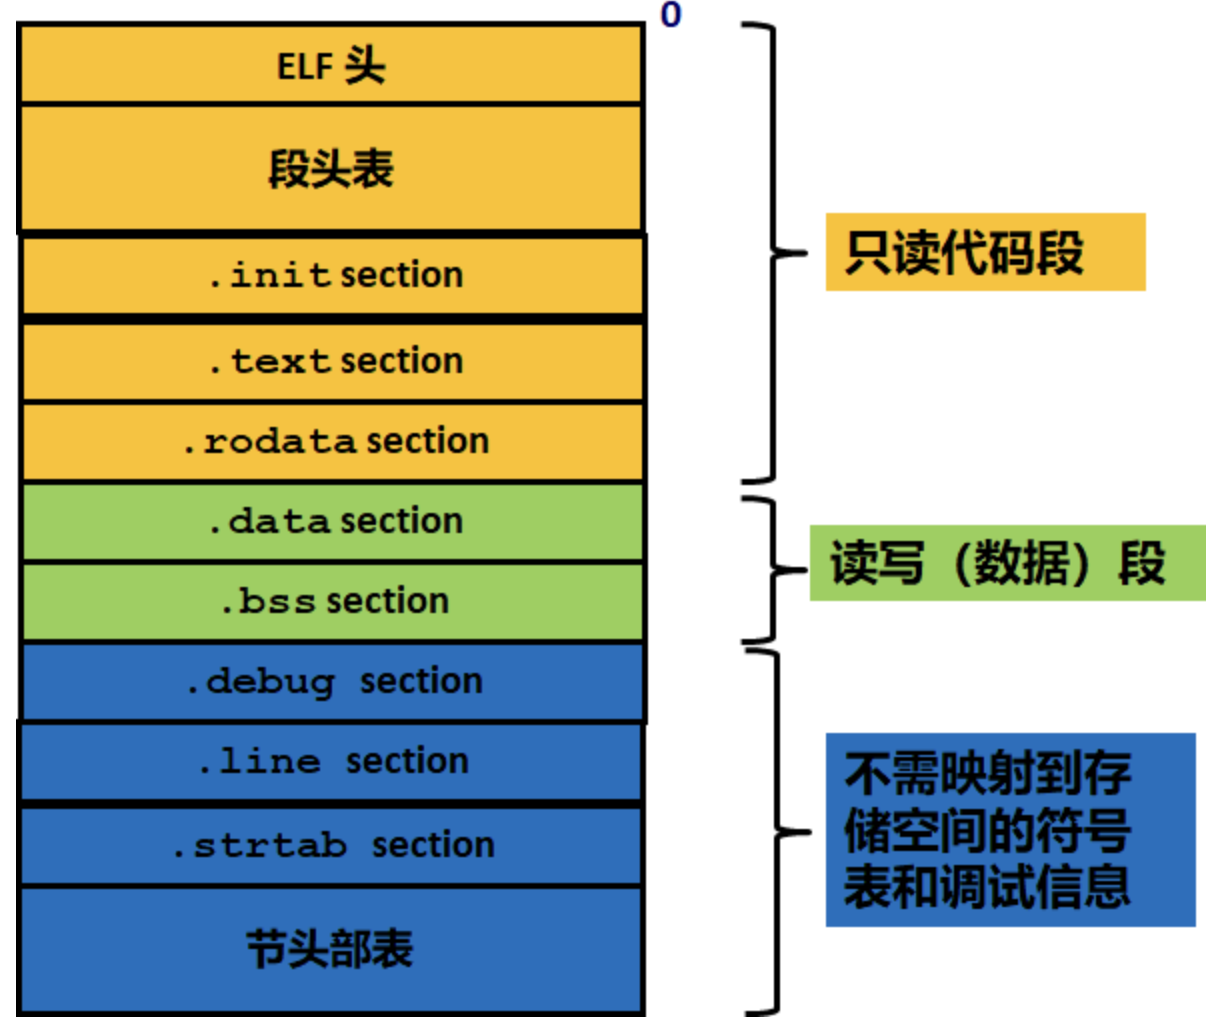 0
ELF 头
段头表
.init section
.text section
.rodata section
.data section
.bss section
.debug section
.line section
.strtab section
节头部表
只读代码段
读写（数据）段
不需映射到存
储空间的符号
表和调试信息